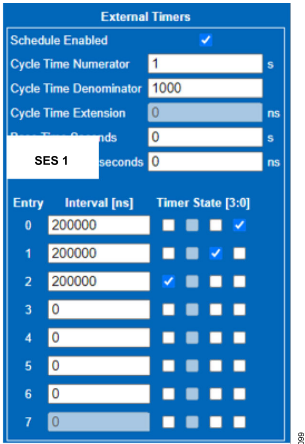 External Timers
Schedule Enabled
Cycle Time Numerator 1 s
Cycle Time Denominator 1000
Cycle Time Extension 0 ns
Base Time Seconds 0 s
SES 1 seconds 0 ns
Entry Interval [ns] Timer State [3:0]
0 200000
1 200000
2 200000
3 0
4 0
5 0
6 0
7 0